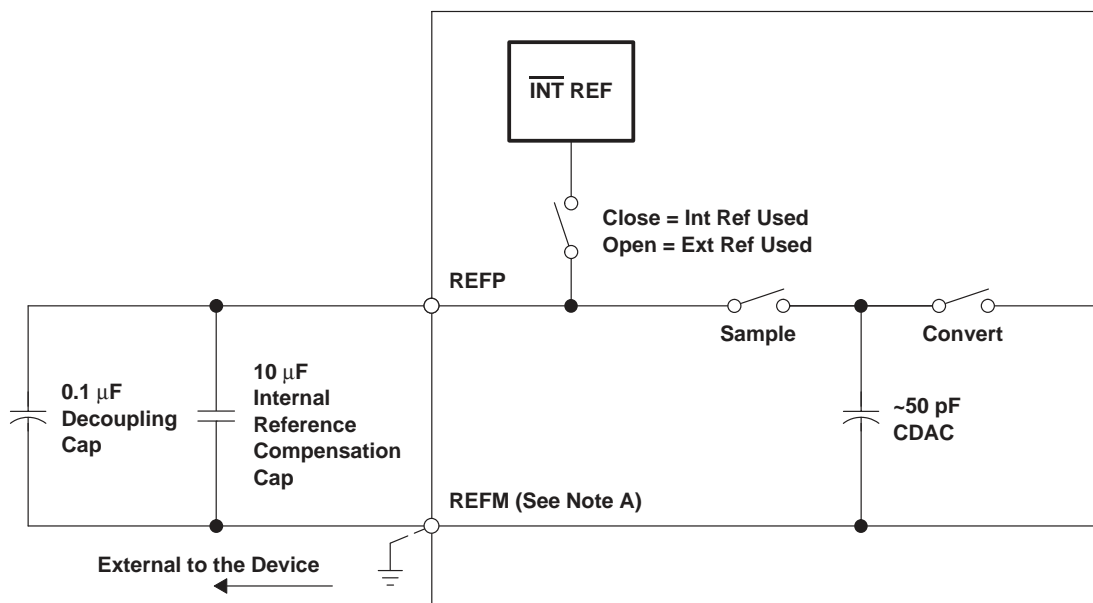 INT REF
Close = Int Ref Used
Open = Ext Ref Used
REFP
Sample
Convert
0.1 μF
Decoupling
Cap
10 μF
Internal
Reference
Compensation
Cap
~50 pF
CDAC
REFM (See Note A)
External to the Device